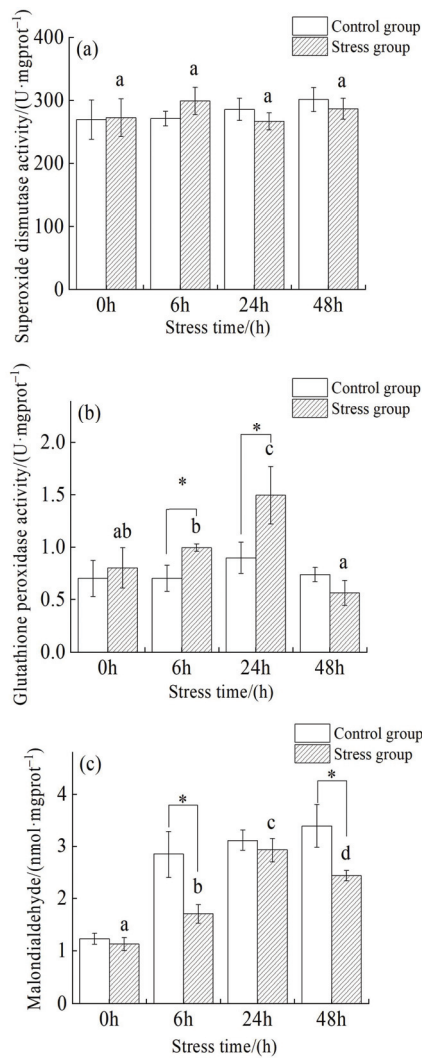 (a)
Control group
Stress group
Superoxide dismutase activity/(U·mgprot⁻¹)
400
300
200
100
0
a
a
a
a
0h
6h
24h
48h
Stress time/(h)
(b)
Control group
Stress group
Glutathione peroxidase activity/(U·mgprot⁻¹)
2.0
1.5
1.0
0.5
0.0
ab
*
b
*
c
a
0h
6h
24h
48h
Stress time/(h)
(c)
Control group
Stress group
Malondialdehyde/(nmol·mgprot⁻¹)
4
3
2
1
0
a
*
b
c
*
d
0h
6h
24h
48h
Stress time/(h)